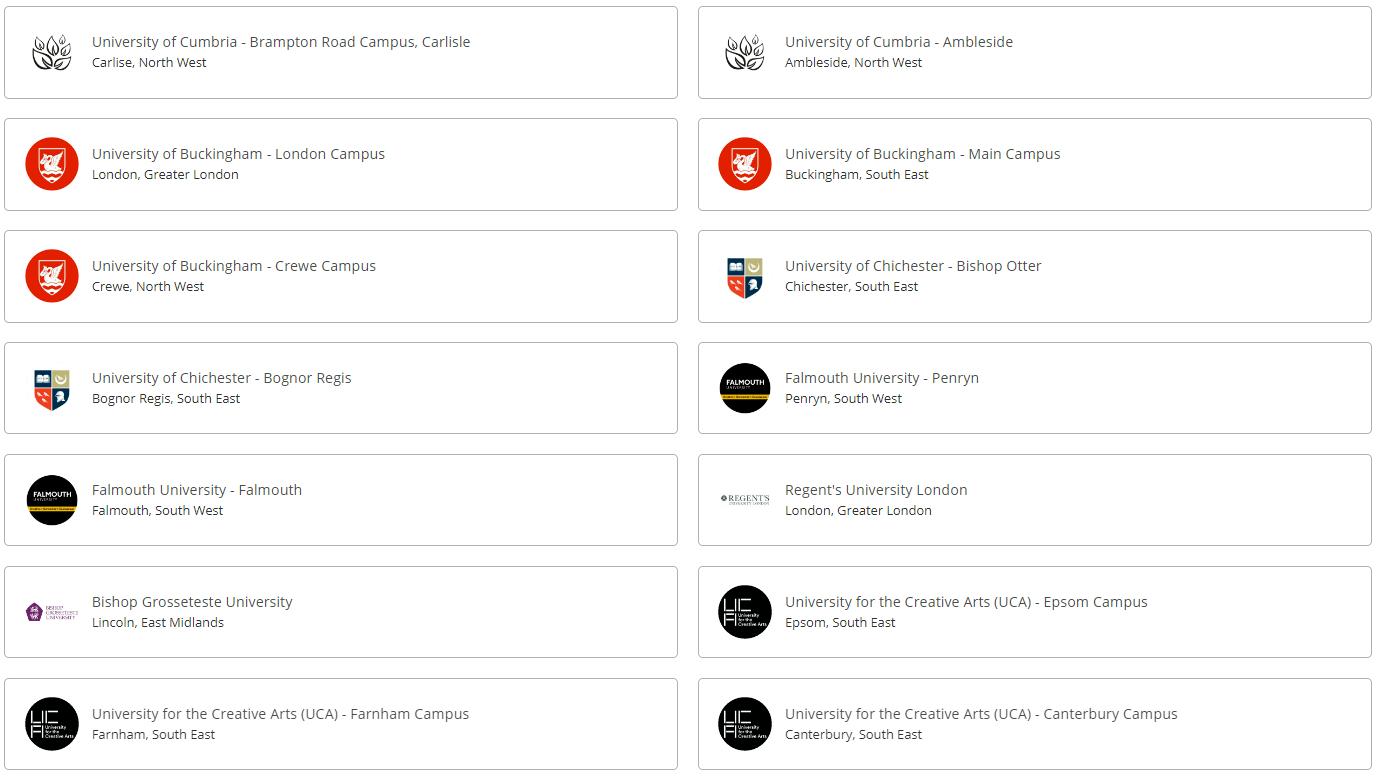 University of Cumbria - Brampton Road Campus, Carlisle
Carlise, North West
University of Cumbria - Ambleside
Ambleside, North West
University of Buckingham - London Campus
London, Greater London
University of Buckingham - Main Campus
Buckingham, South East
University of Buckingham - Crewe Campus
Crewe, North West
University of Chichester - Bishop Otter
Chichester, South East
University of Chichester - Bognor Regis
Bognor Regis, South East
FALMOUTH
UNIVERSITY
Falmouth University - Penryn
Penryn, South West
FALMOUTH
UNIVERSITY
Falmouth University - Falmouth
Falmouth, South West
REGENT'S
UNIVERSITY LONDON
Regent's University London
London, Greater London
BISHOP
GROSSETESTE
UNIVERSITY
Bishop Grosseteste University
Lincoln, East Midlands
University
for the
Creative Arts
University for the Creative Arts (UCA) - Epsom Campus
Epsom, South East
University
for the
Creative Arts
University for the Creative Arts (UCA) - Farnham Campus
Farnham, South East
University
for the
Creative Arts
University for the Creative Arts (UCA) - Canterbury Campus
Canterbury, South East